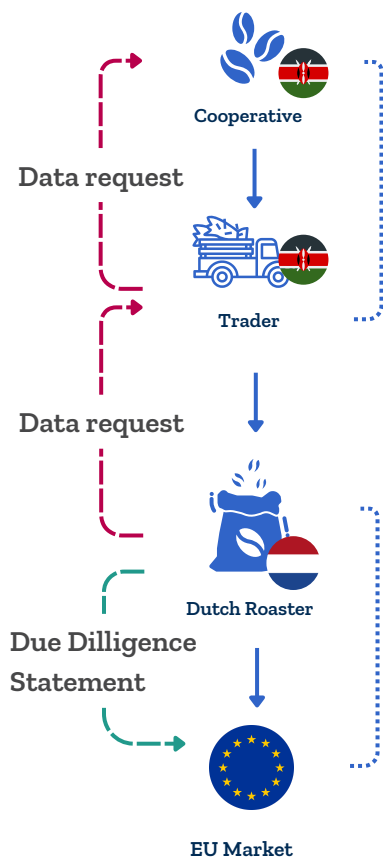 Cooperative
Data request
Trader
Data request
Dutch Roaster
Due Dilligence
Statement
EU Market